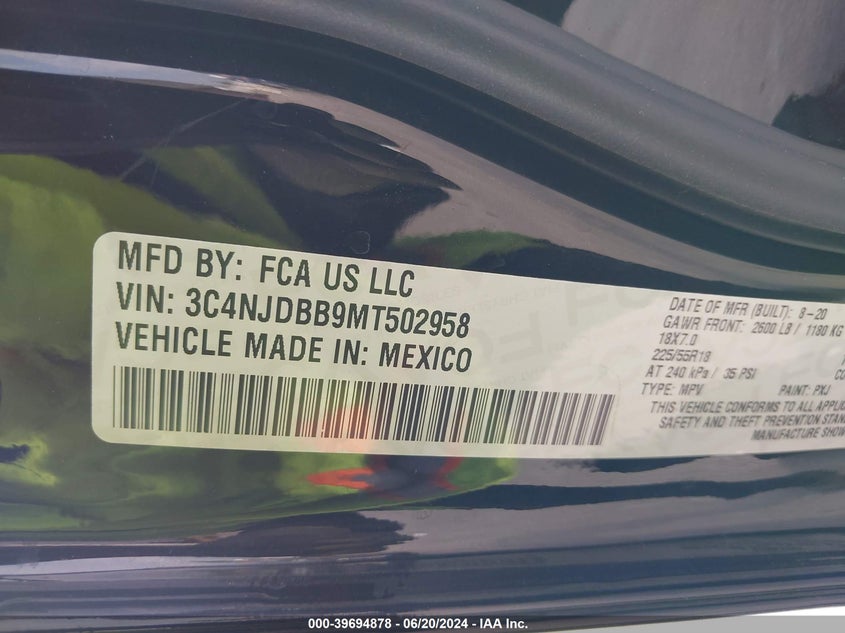 MFD BY: FCA US LLC
VIN: 3C4NJDBB9MT502958
VEHICLE MADE IN: MEXICO
DATE OF MFR (BUILT): 8-20
GAWR FRONT: 2600 LB / 1180 KG
18X7.0
225/55R18
AT 240 kPa / 35 PSI
TYPE: MPV PAINT: PXJ
THIS VEHICLE CONFORMS TO ALL APPLIC
SAFETY AND THEFT PREVENTION STAN
MANUFACTURE SHOW
000-39694878 - 06/20/2024 - IAA Inc.